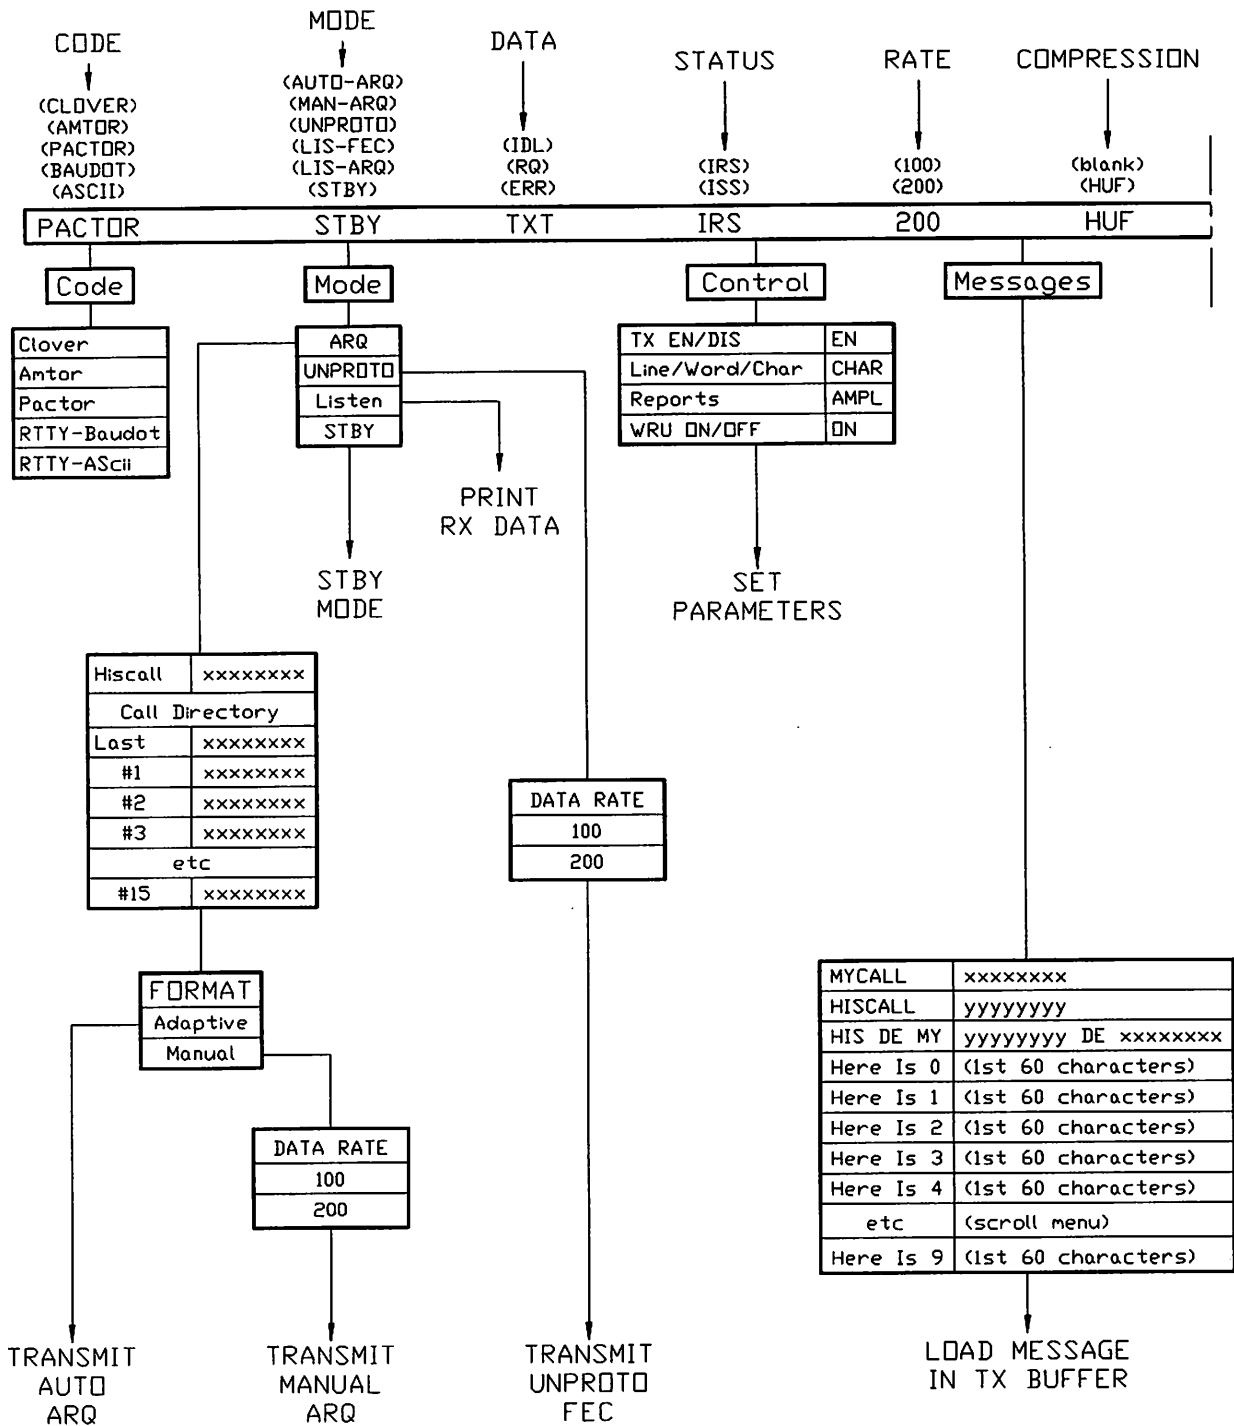 CODE
MODE
DATA
STATUS
RATE
COMPRESSION
(CLOVER)
(AMTOR)
(PACTOR)
(BAUDOT)
(ASCII)
(AUTO-ARQ)
(MAN-ARQ)
(UNPROTO)
(LIS-FEC)
(LIS-ARQ)
(STBY)
(IDL)
(RQ)
(ERR)
(IRS)
(ISS)
(100)
(200)
(blank)
(HUF)
PACTOR STBY TXT IRS 200 HUF
Code
Mode
Control
Messages
Clover
Amtor
Pactor
RTTY-Baudot
RTTY-AScii
ARQ
UNPROTO
Listen
STBY
TX EN/DIS EN
Line/Word/Char CHAR
Reports AMPL
WRU ON/OFF ON
PRINT
RX DATA
STBY
MODE
SET
PARAMETERS
Hiscall xxxxxxxx
Call Directory
Last xxxxxxxx
#1 xxxxxxxx
#2 xxxxxxxx
#3 xxxxxxxx
etc
#15 xxxxxxxx
DATA RATE
100
200
FORMAT
Adaptive
Manual
DATA RATE
100
200
MYCALL xxxxxxxx
HISCALL yyyyyyyy
HIS DE MY yyyyyyyy DE xxxxxxxx
Here Is 0 (1st 60 characters)
Here Is 1 (1st 60 characters)
Here Is 2 (1st 60 characters)
Here Is 3 (1st 60 characters)
Here Is 4 (1st 60 characters)
etc (scroll menu)
Here Is 9 (1st 60 characters)
TRANSMIT
AUTO
ARQ
TRANSMIT
MANUAL
ARQ
TRANSMIT
UNPROTO
FEC
LOAD MESSAGE
IN TX BUFFER